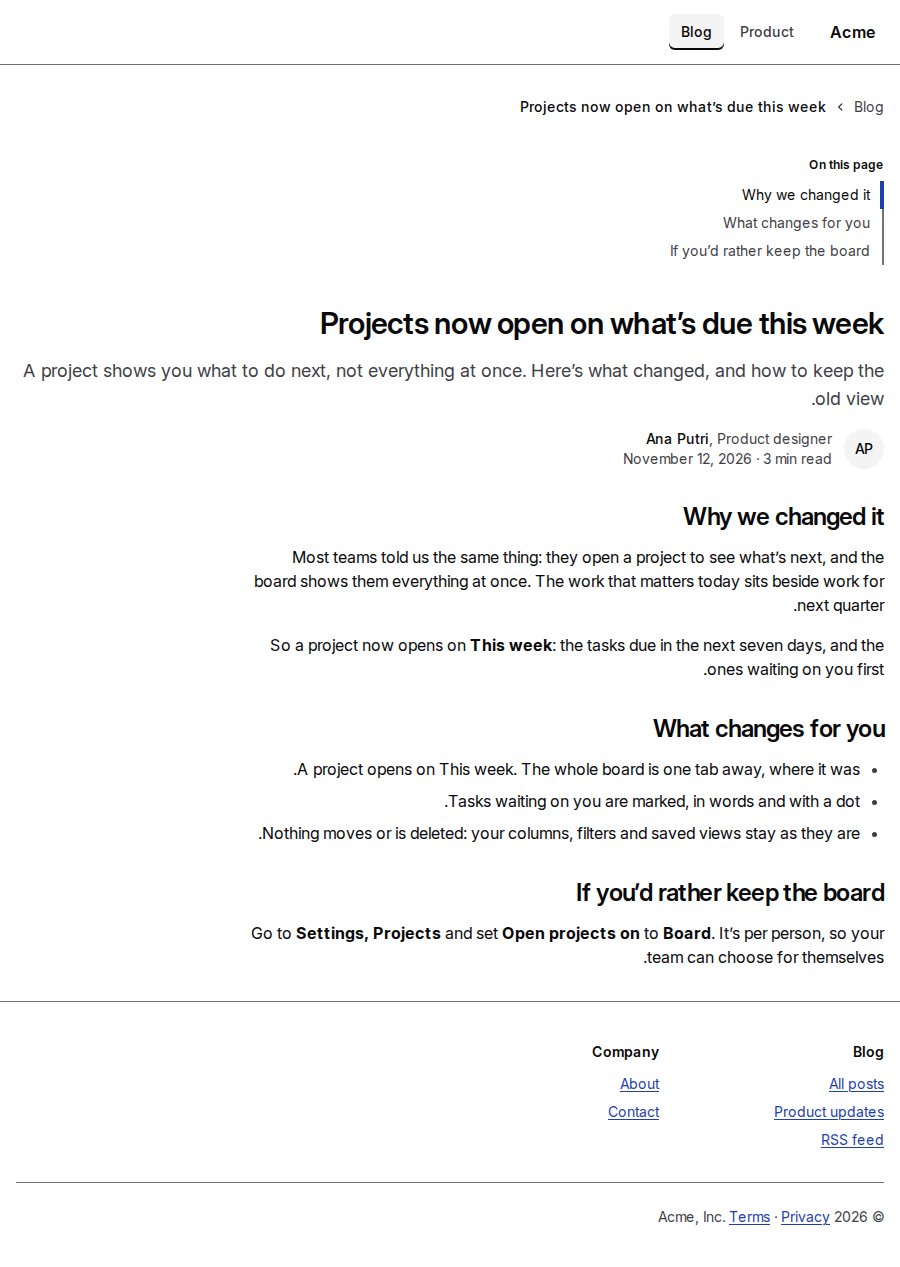 Blog Product Acme
Projects now open on what’s due this week ‹ Blog
On this page
Why we changed it
What changes for you
If you’d rather keep the board
Projects now open on what’s due this week
A project shows you what to do next, not everything at once. Here’s what changed, and how to keep the
.old view
AP
Ana Putri, Product designer
November 12, 2026 · 3 min read
Why we changed it
Most teams told us the same thing: they open a project to see what’s next, and the
board shows them everything at once. The work that matters today sits beside work for
.next quarter
So a project now opens on This week: the tasks due in the next seven days, and the
.ones waiting on you first
What changes for you
.A project opens on This week. The whole board is one tab away, where it was •
.Tasks waiting on you are marked, in words and with a dot •
.Nothing moves or is deleted: your columns, filters and saved views stay as they are •
If you’d rather keep the board
Go to Settings, Projects and set Open projects on to Board. It’s per person, so your
.team can choose for themselves
Blog
All posts
Product updates
RSS feed
Company
About
Contact
Acme, Inc. Terms · Privacy 2026 ©